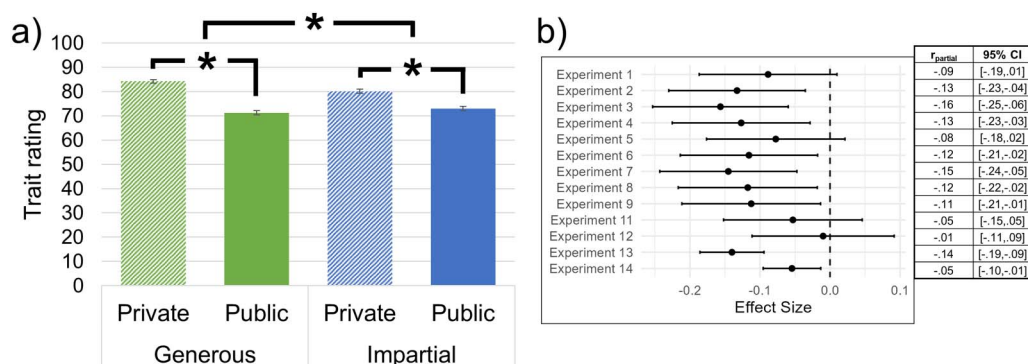 a)
*
*
*
100
90
80
70
60
50
40
30
20
10
0
Trait rating
Private Public Private Public
Generous Impartial
b)
r partial 95% CI
Experiment 1 -.09 [-.19,.01]
Experiment 2 -.13 [-.23,-.04]
Experiment 3 -.16 [-.25,-.06]
Experiment 4 -.13 [-.23,-.03]
Experiment 5 -.08 [-.18,.02]
Experiment 6 -.12 [-.21,-.02]
Experiment 7 -.15 [-.24,-.05]
Experiment 8 -.12 [-.22,-.02]
Experiment 9 -.11 [-.21,-.01]
Experiment 11 -.05 [-.15,.05]
Experiment 12 -.01 [-.11,.09]
Experiment 13 -.14 [-.19,-.09]
Experiment 14 -.05 [-.10,-.01]
-0.2 -0.1 0.0 0.1
Effect Size